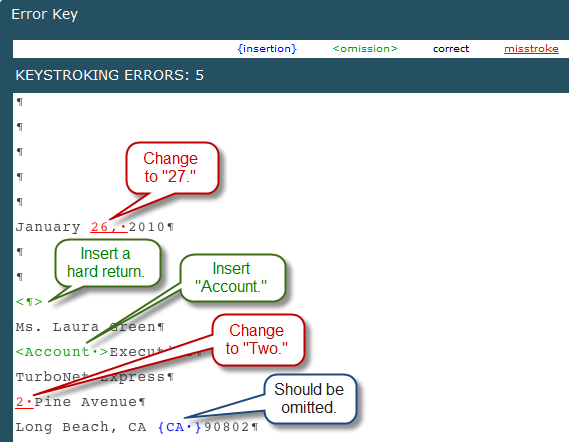 Error Key
{insertion} <omission> correct misstroke
KEYSTROKING ERRORS: 5
¶
¶
¶
¶
¶
Change
to "27."
January 26,·2010¶
¶
Insert a
hard return.
¶
Insert
"Account."
<¶>
Ms. Laura Green¶
Change
to "Two."
<Account·>Executive¶
TurboNet Express¶
Should be
omitted.
2·Pine Avenue¶
Long Beach, CA {CA·}90802¶